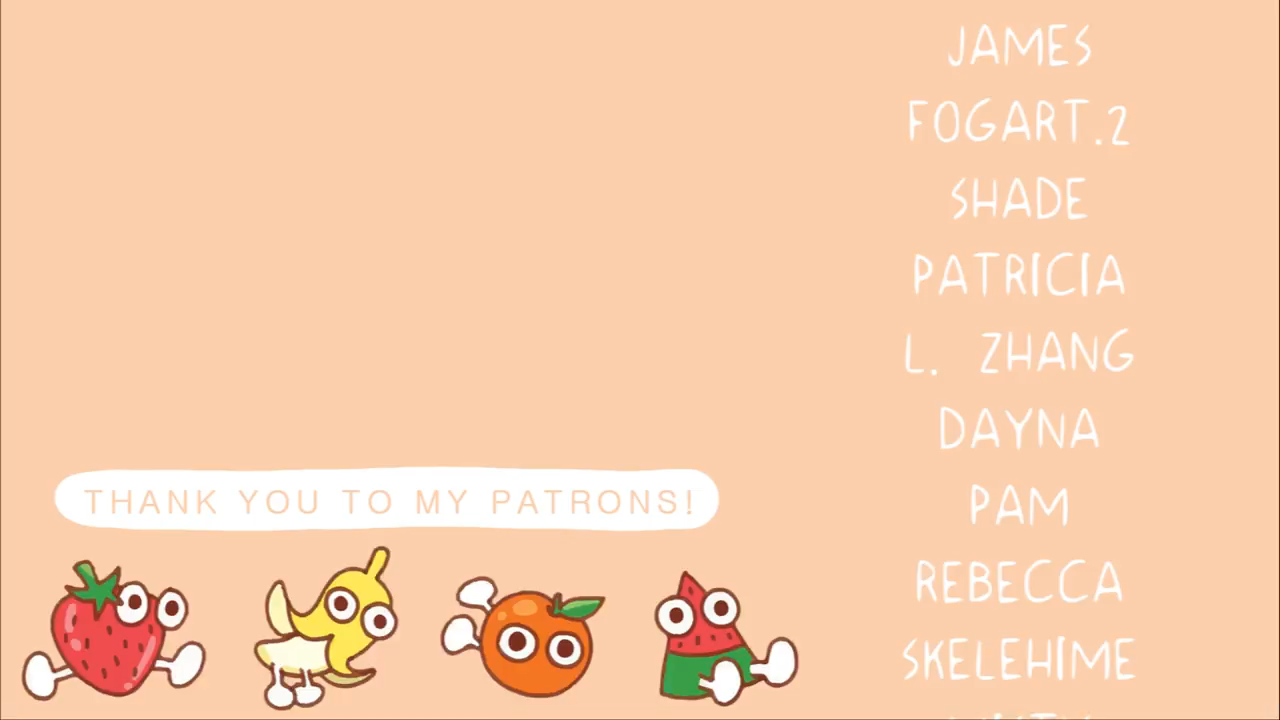 JAMES
FOGART.2
SHADE
PATRICIA
L. ZHANG
DAYNA
PAM
REBECCA
SKELEHIME
THANK YOU TO MY PATRONS!